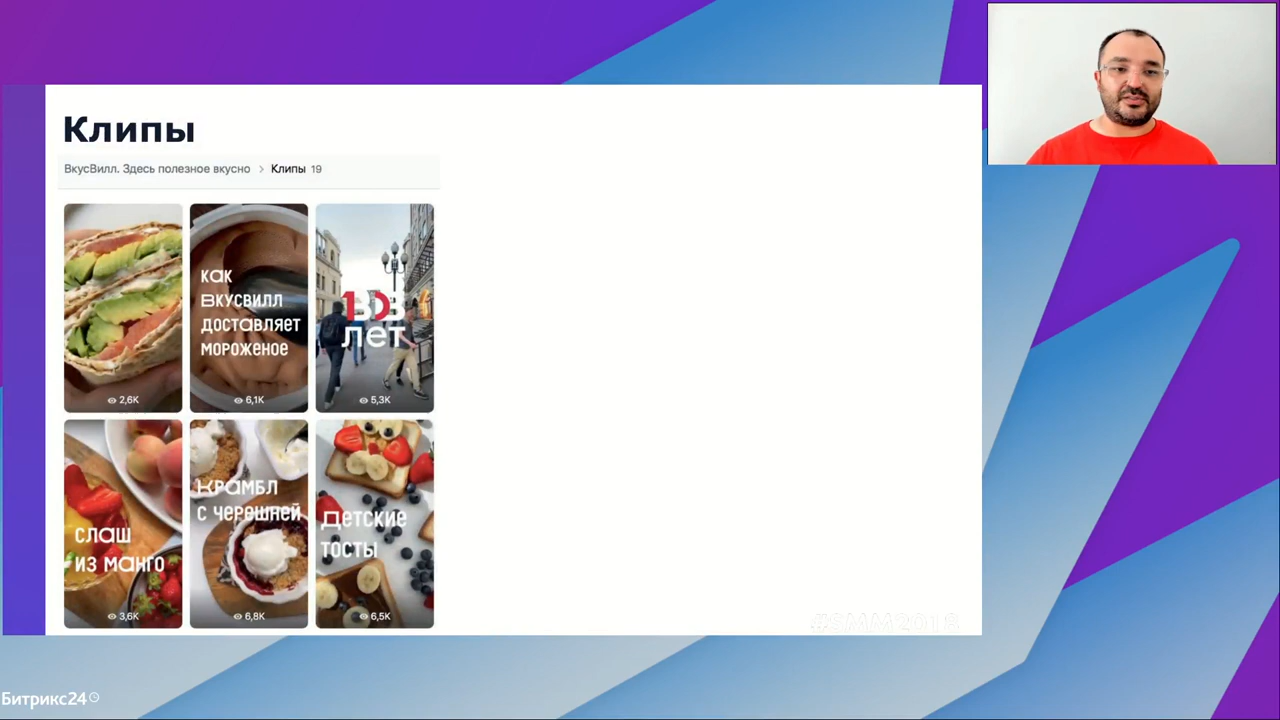 Клипы
ВкусВилл. Здесь полезное вкусно > Клипы 19
2,6K
как
вкусвилл
доставляет
мороженое
6,1K
лет
5,3K
слаш
из манго
3,6K
крамбл
с черешней
6,8K
Детские
тосты
6,5K
#SMM2018
Битрикс24